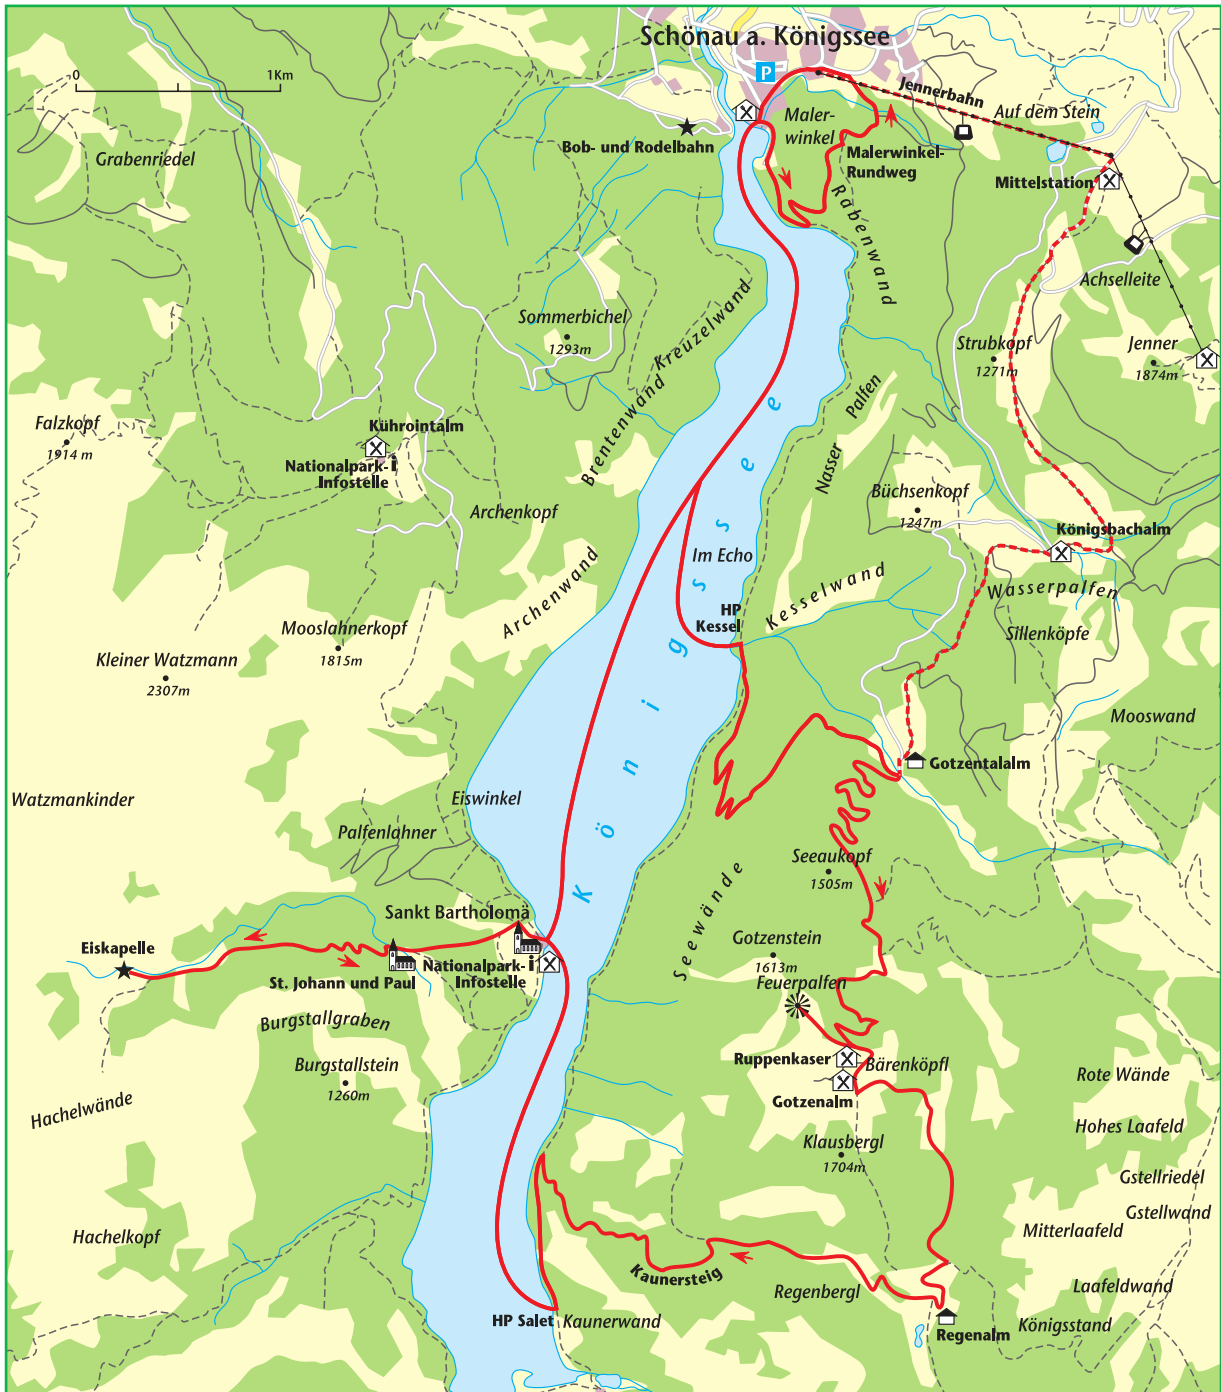 Schönau a. Königssee
0
1Km
P
Jennerbahn
Auf dem Stein
Maler-
winkel
Bob- und Rodelbahn
Malerwinkel-
Rundweg
Grabenriedel
Mittelstation
Rabenwand
Achselleite
Sommerbichel
1293m
Kreuzelwand
Strubkopf
1271m
Jenner
1874m
Falzkopf
1914 m
Kührointalm
Nationalpark-i
Infostelle
Brentenwand
Palfen
Nasser
Büchsenkopf
1247m
Archenkopf
Königsbachalm
Im Echo
Archenwand
Kesselwand
Wasserpalfen
HP
Kessel
Sillenköpfe
Mooslahnerkopf
1815m
Kleiner Watzmann
2307m
Königssee
Mooswand
Gotzentalalm
Watzmankinder
Eiswinkel
Palfenlahner
Seeaukopf
1505m
Seewände
Sankt Bartholomä
Eiskapelle
Gotzenstein
1613m
Nationalpark-i
Infostelle
St. Johann und Paul
Feuerpalfen
Burgstallgraben
Burgstallstein
1260m
Ruppenkaser
Bärenköpfl
Gotzenalm
Rote Wände
Hachelwände
Klausbergl
1704m
Hohes Laafeld
Gstellriedel
Gstellwand
Mitterlaafeld
Hachelkopf
Kaunersteig
Regenbergl
Laafeldwand
HP Salet
Kaunerwand
Regenalm
Königsstand